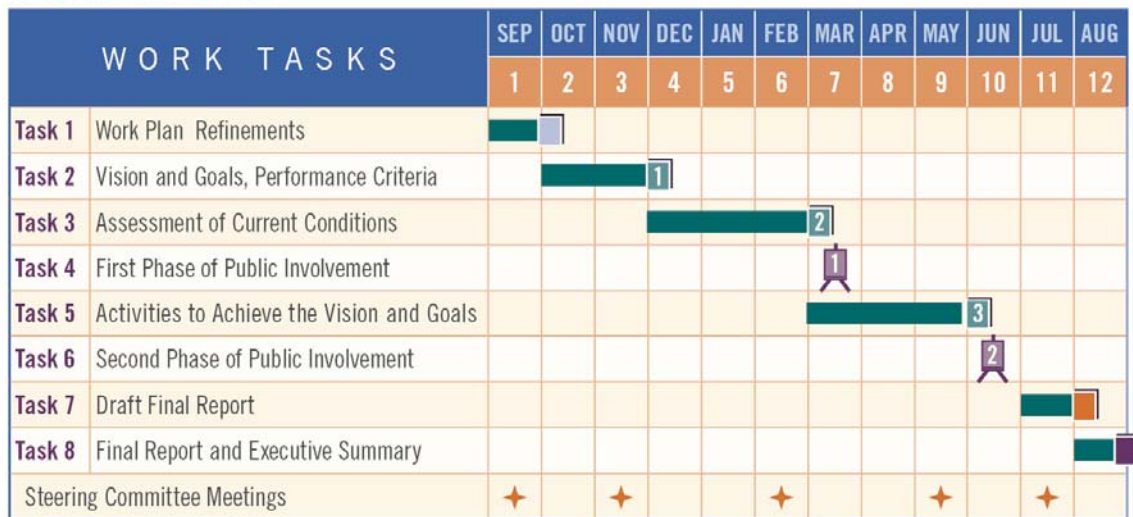 WORK TASKS SEP OCT NOV DEC JAN FEB MAR APR MAY JUN JUL AUG
1 2 3 4 5 6 7 8 9 10 11 12
Task 1 Work Plan Refinements
Task 2 Vision and Goals, Performance Criteria 1
Task 3 Assessment of Current Conditions 2
Task 4 First Phase of Public Involvement 1
Task 5 Activities to Achieve the Vision and Goals 3
Task 6 Second Phase of Public Involvement 2
Task 7 Draft Final Report
Task 8 Final Report and Executive Summary
Steering Committee Meetings